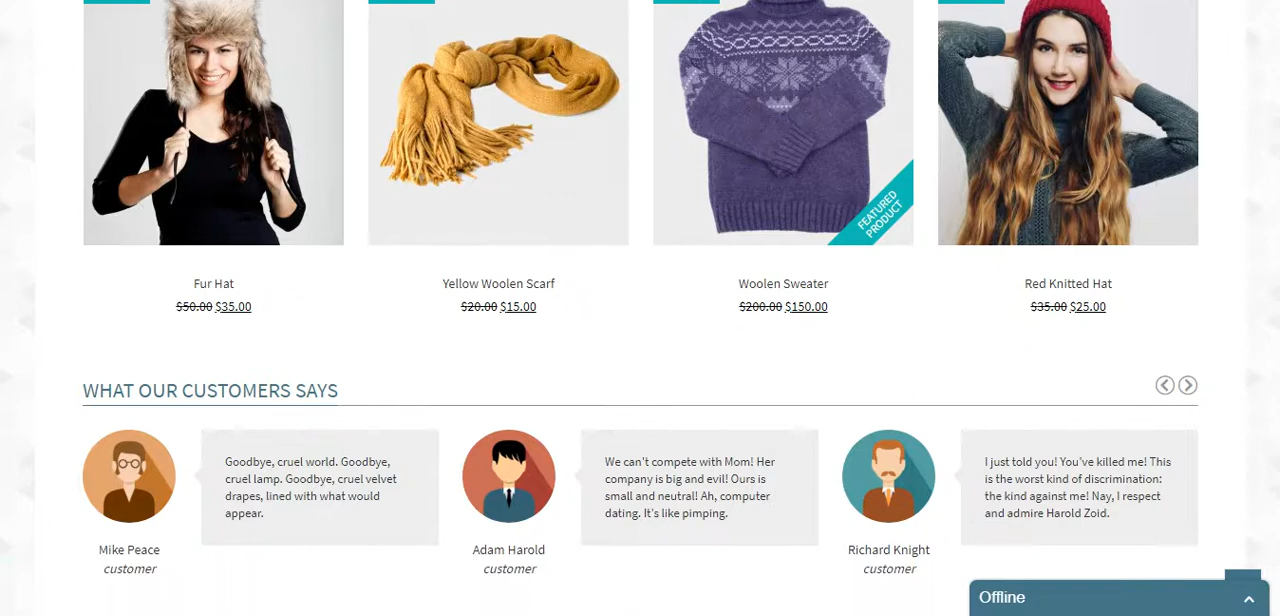 FEATURED
PRODUCT
Fur Hat
$50.00 $35.00
Yellow Woolen Scarf
$20.00 $15.00
Woolen Sweater
$200.00 $150.00
Red Knitted Hat
$35.00 $25.00
WHAT OUR CUSTOMERS SAYS
Goodbye, cruel world. Goodbye,
cruel lamp. Goodbye, cruel velvet
drapes, lined with what would
appear.
Mike Peace
customer
We can't compete with Mom! Her
company is big and evil! Ours is
small and neutral! Ah, computer
dating. It's like pimping.
Adam Harold
customer
I just told you! You've killed me! This
is the worst kind of discrimination:
the kind against me! Nay, I respect
and admire Harold Zoid.
Richard Knight
customer
Offline